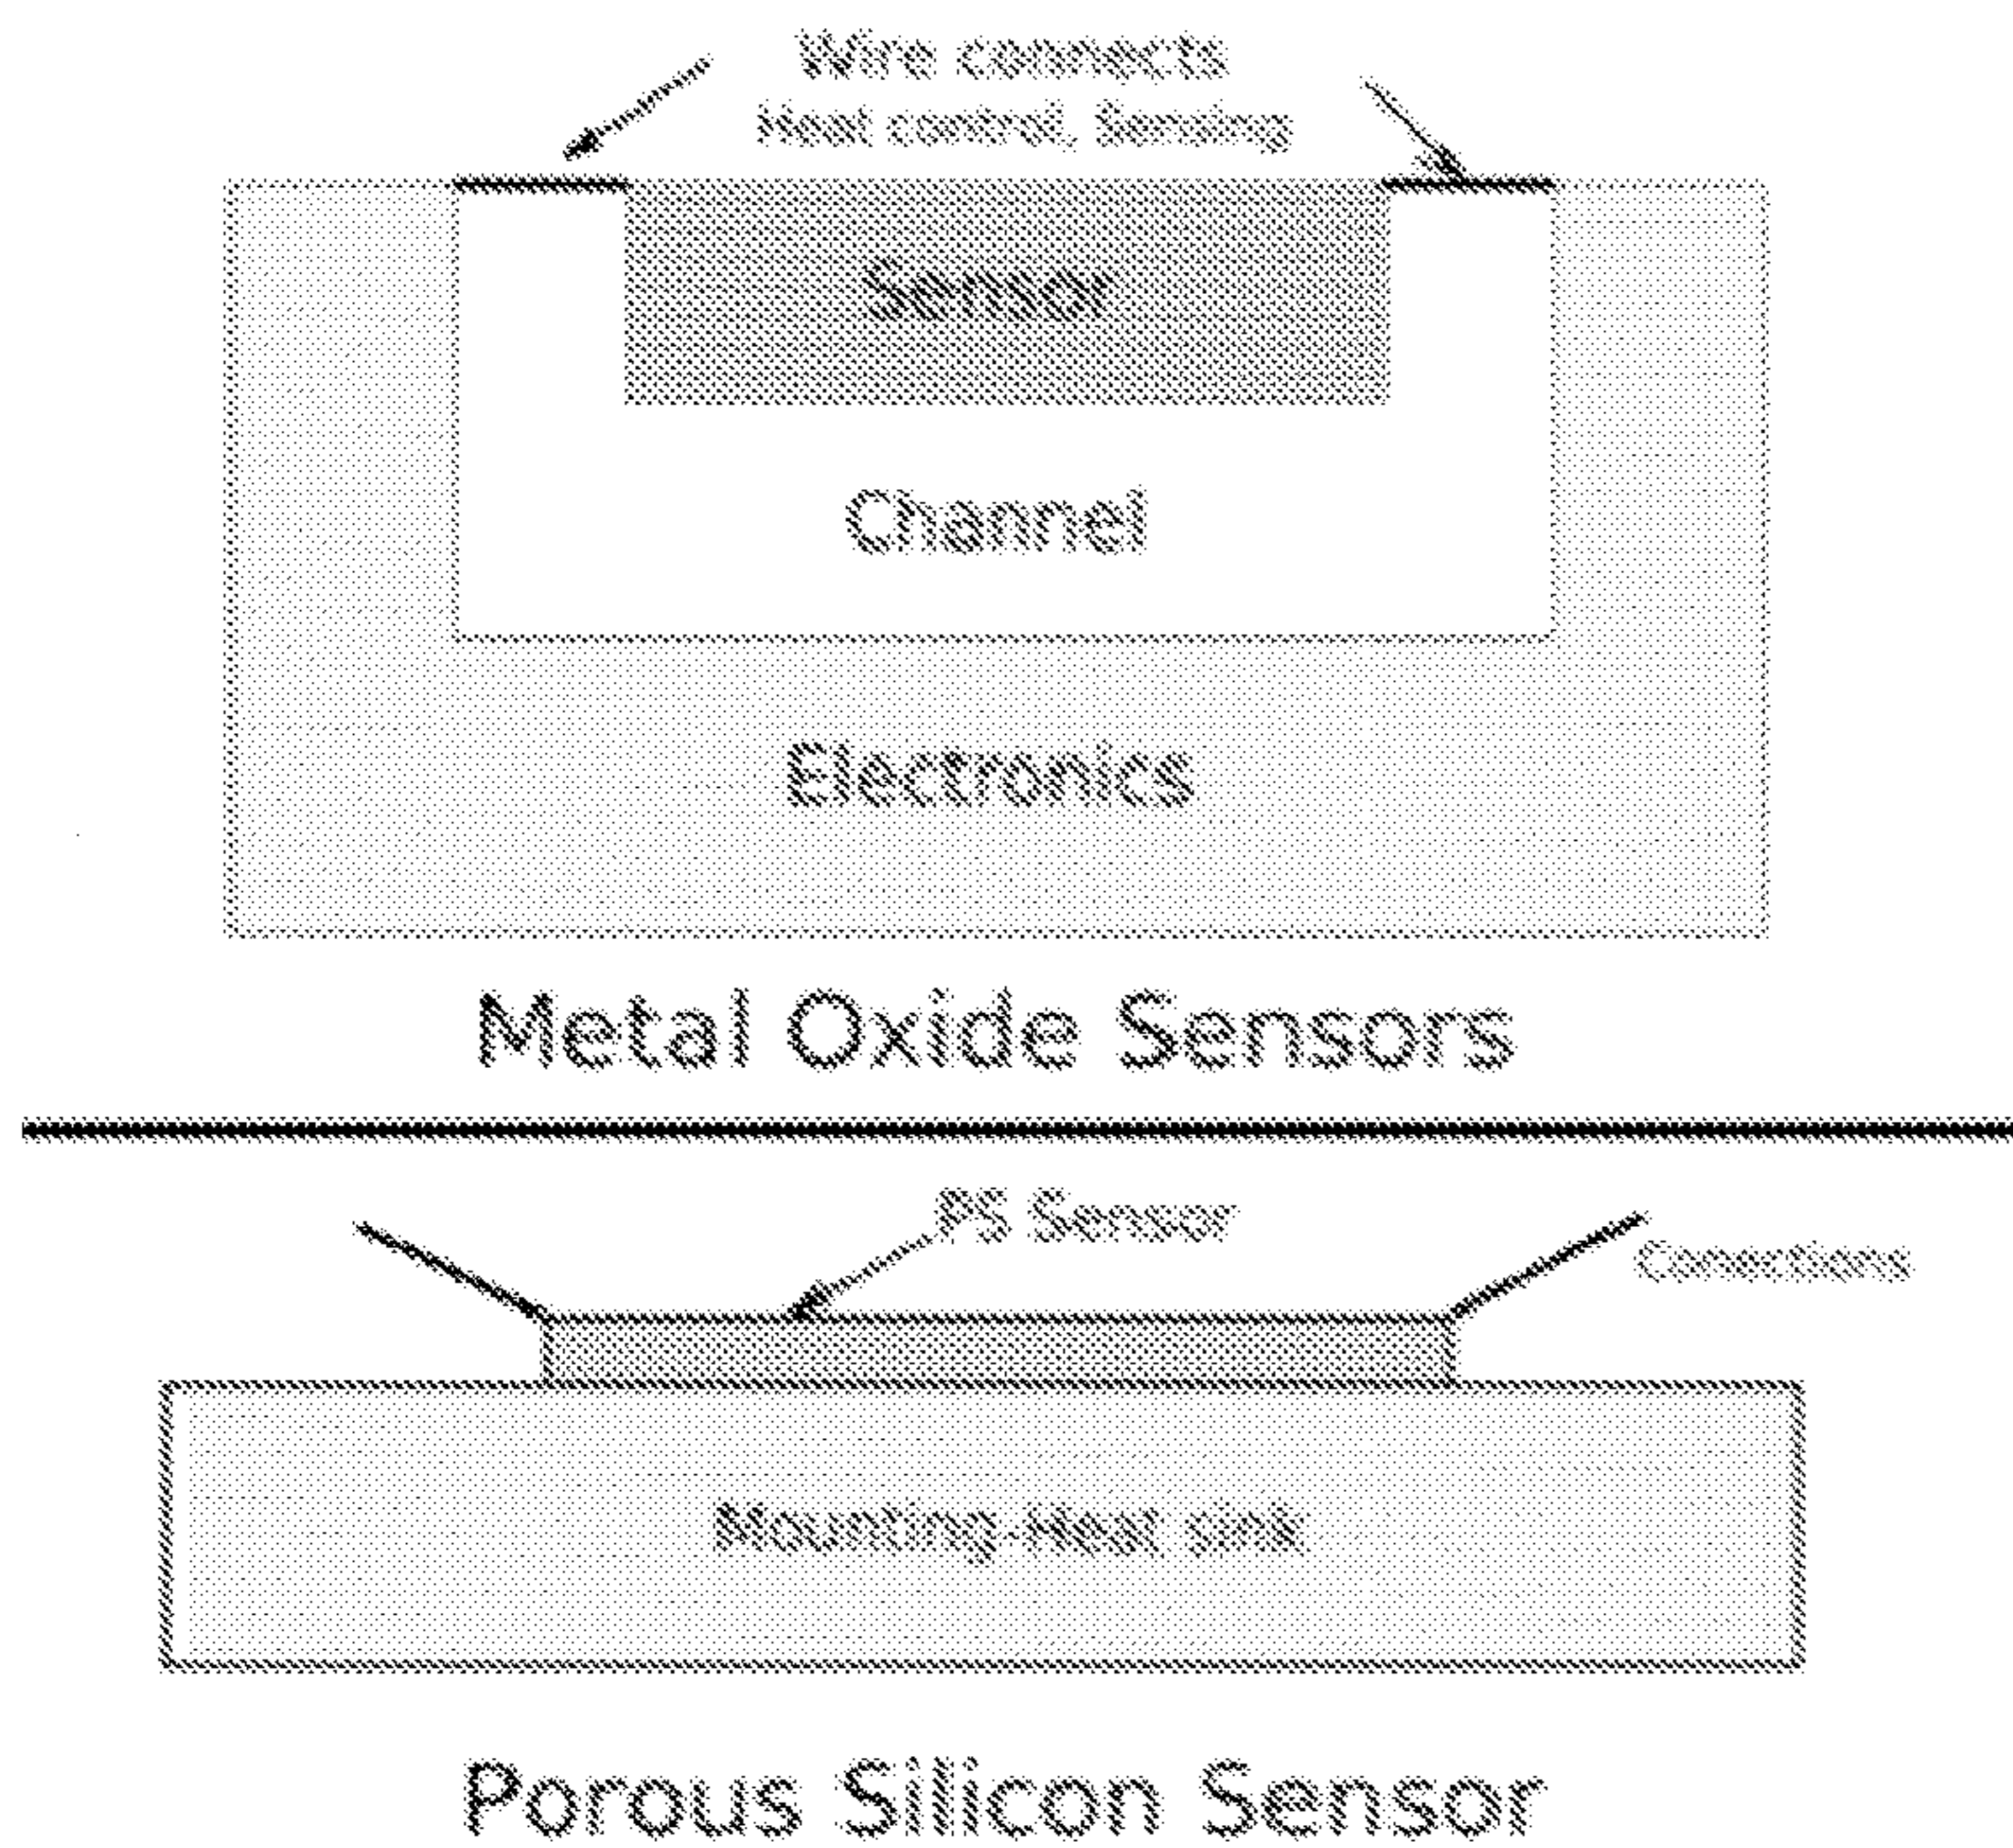 Wire connects
Heat control, Sensing
Sensor
Channel
Electronics
Metal Oxide Sensors
PS Sensor
Conections
Mounting-Heat sink
Porous Silicon Sensor